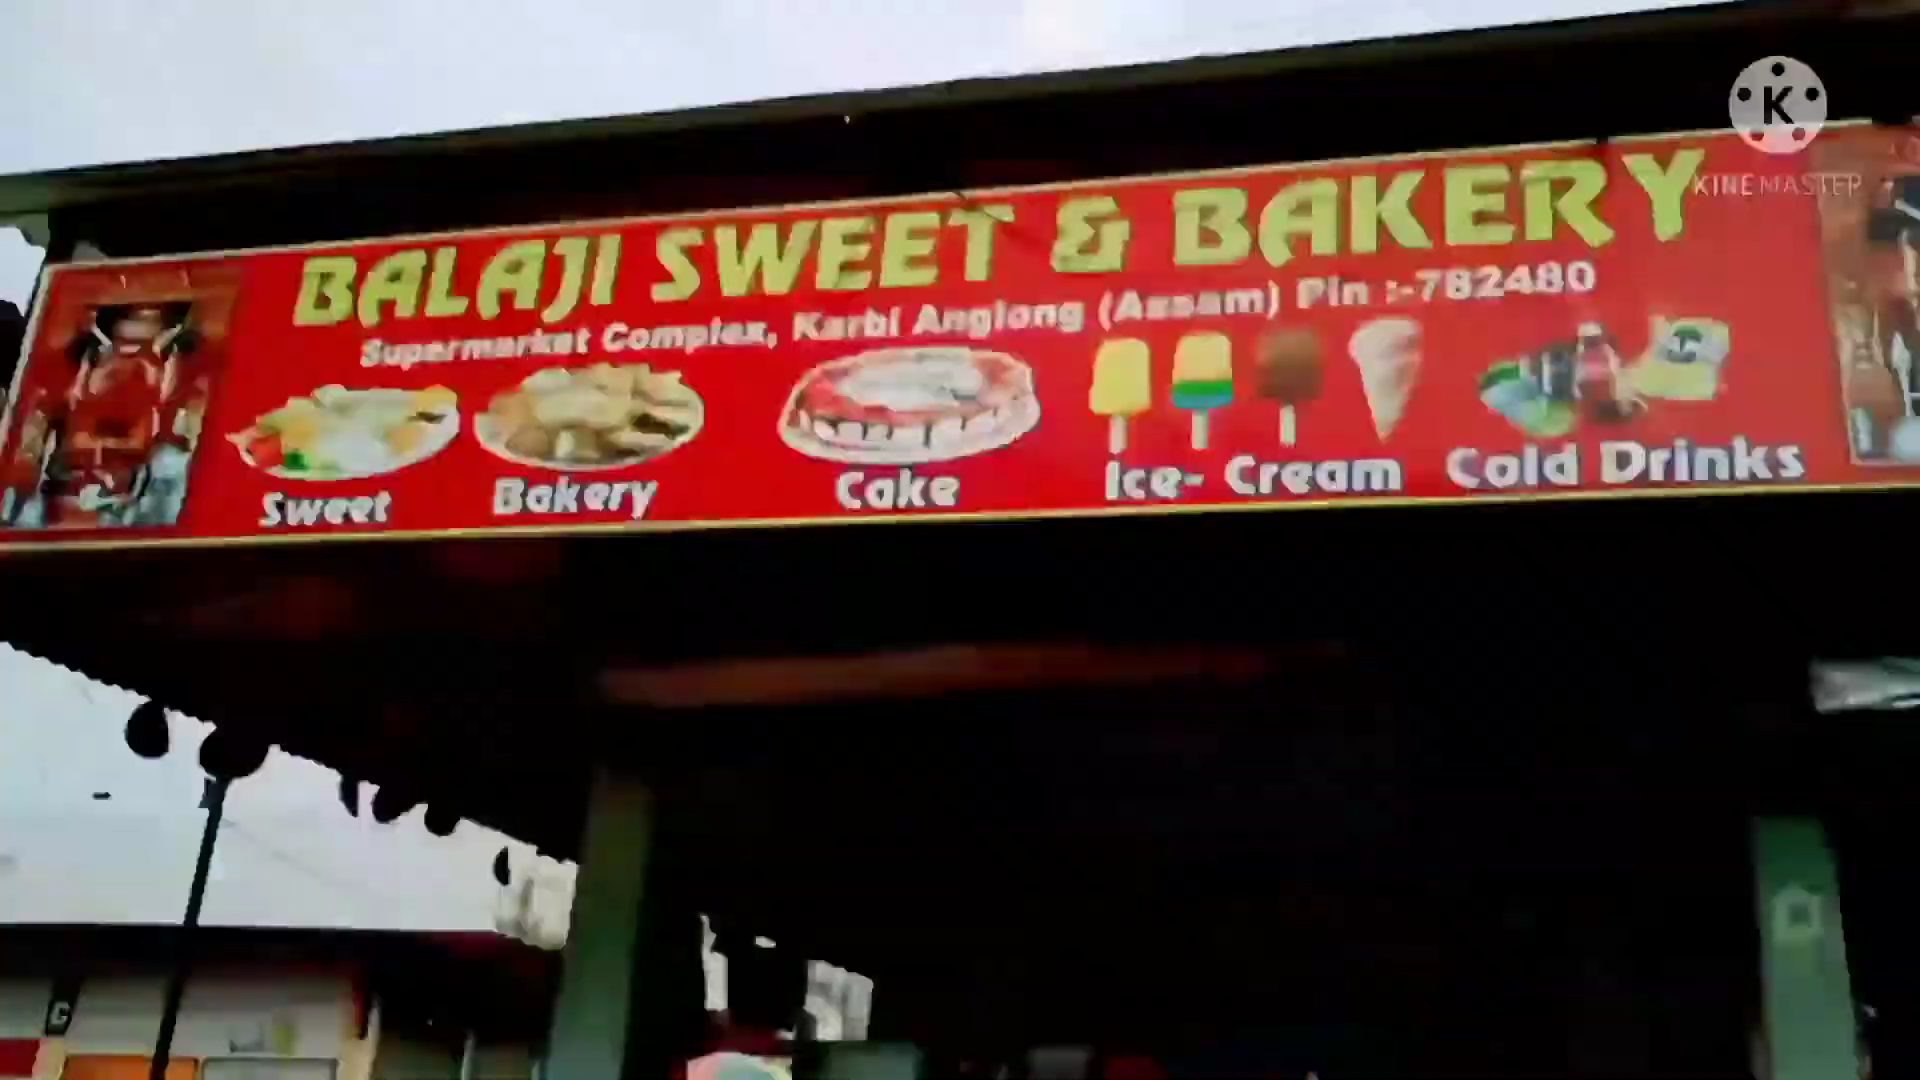 K
KINEMASTER
BALAJI SWEET & BAKERY
Supermarket Complex, Karbi Anglong (Assam) Pin :-782480
Sweet
Bakery
Cake
Ice- Cream
Cold Drinks